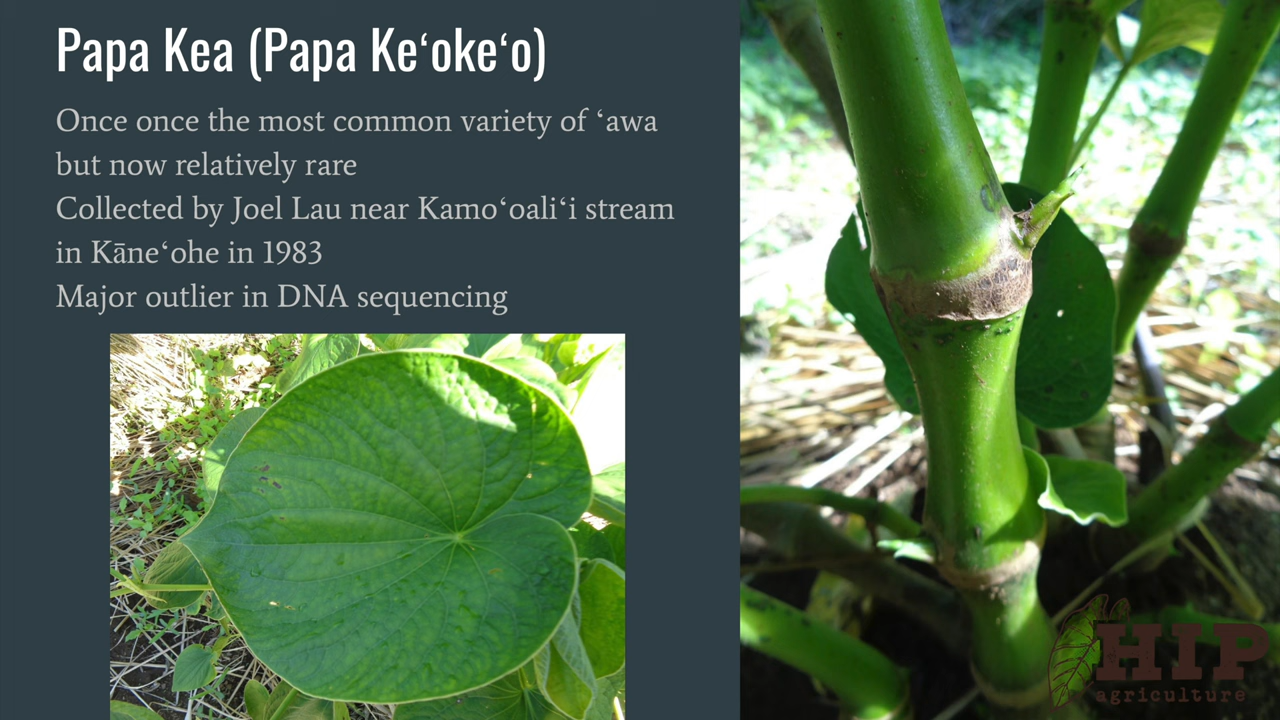 Papa Kea (Papa Keʻokeʻo)
Once once the most common variety of ʻawa
but now relatively rare
Collected by Joel Lau near Kamoʻoaliʻi stream
in Kāneʻohe in 1983
Major outlier in DNA sequencing
HIP
agriculture